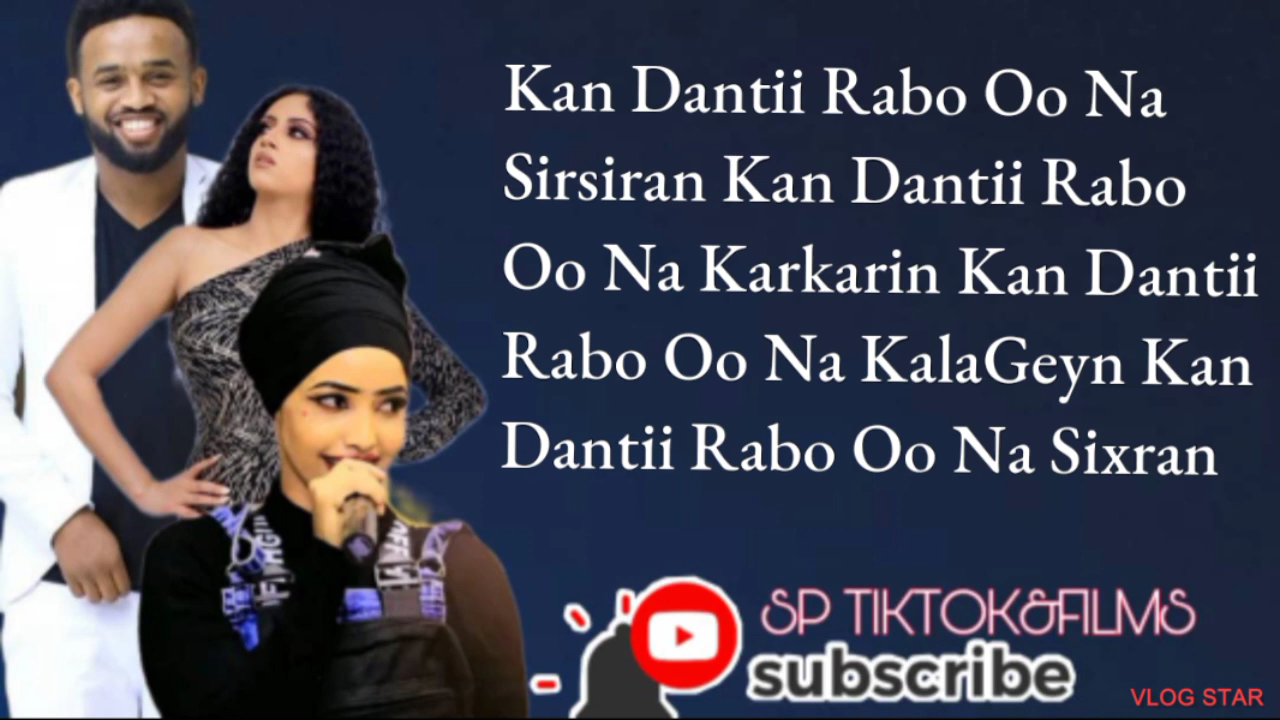 Kan Dantii Rabo Oo Na
Sirsiran Kan Dantii Rabo
Oo Na Karkarin Kan Dantii
Rabo Oo Na KalaGeyn Kan
Dantii Rabo Oo Na Sixran
SP TIKTOK&FILMS
subscribe
VLOG STAR